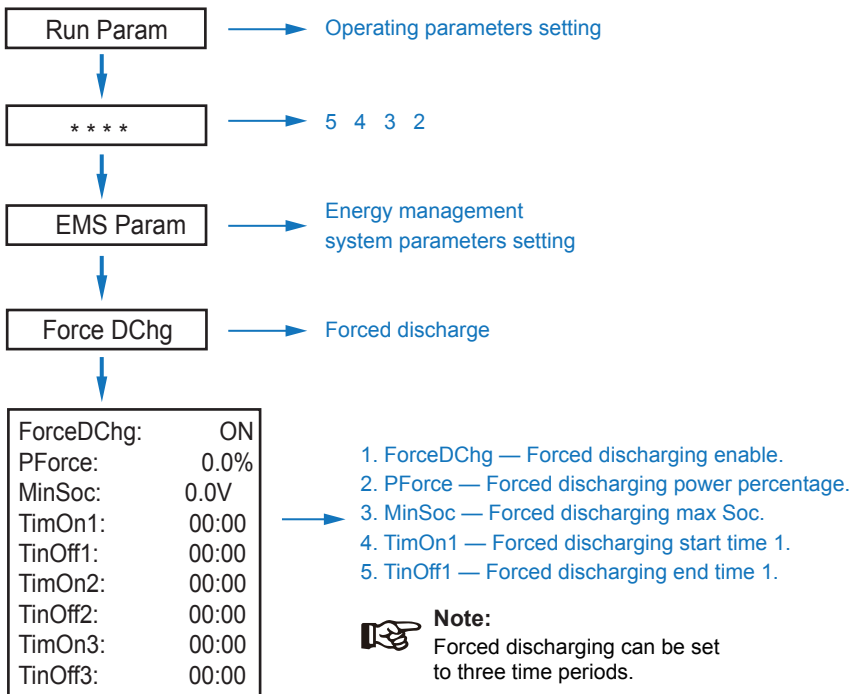 Run Param
Operating parameters setting
* * * *
5 4 3 2
EMS Param
Energy management
system parameters setting
Force DChg
Forced discharge
ForceDChg: ON
PForce: 0.0%
MinSoc: 0.0V
TimOn1: 00:00
TinOff1: 00:00
TimOn2: 00:00
TinOff2: 00:00
TimOn3: 00:00
TinOff3: 00:00
1. ForceDChg — Forced discharging enable.
2. PForce — Forced discharging power percentage.
3. MinSoc — Forced discharging max Soc.
4. TimOn1 — Forced discharging start time 1.
5. TinOff1 — Forced discharging end time 1.
Note:
Forced discharging can be set
to three time periods.